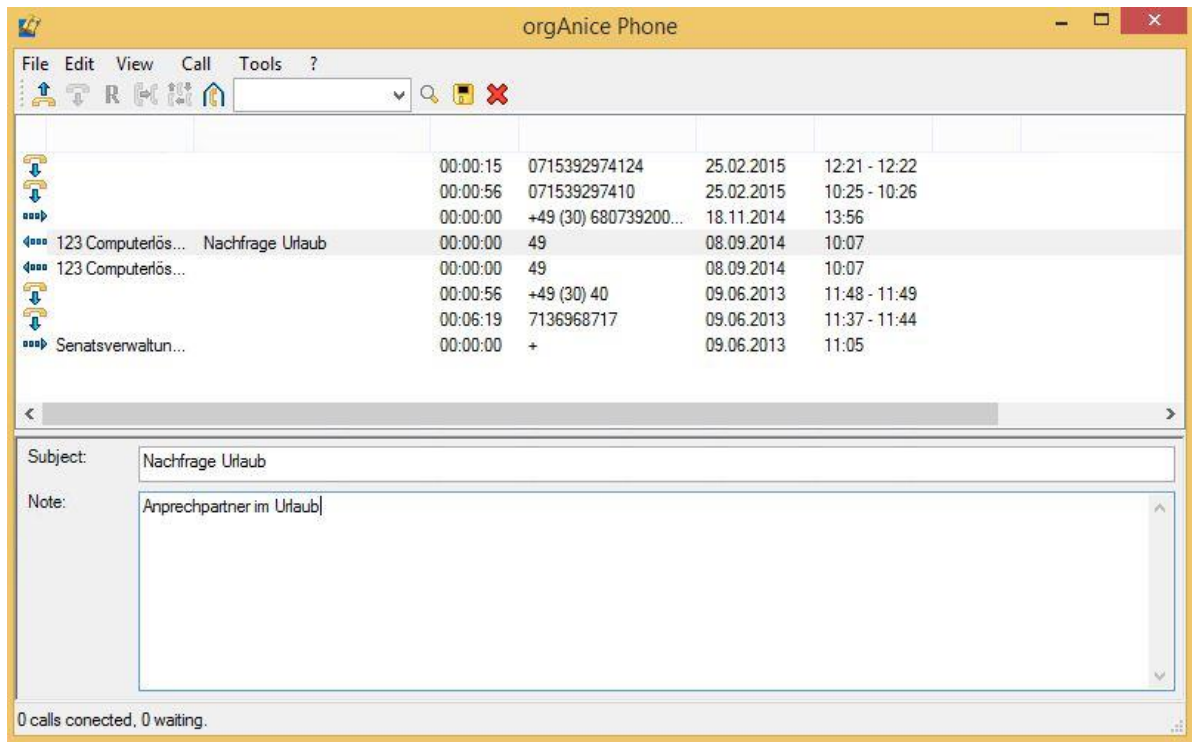 orgAnice Phone
File Edit View Call Tools ?
R
00:00:15 0715392974124 25.02.2015 12:21 - 12:22
00:00:56 071539297410 25.02.2015 10:25 - 10:26
00:00:00 +49 (30) 680739200... 18.11.2014 13:56
123 Computerlös... Nachfrage Urlaub 00:00:00 49 08.09.2014 10:07
123 Computerlös... 00:00:00 49 08.09.2014 10:07
00:00:56 +49 (30) 40 09.06.2013 11:48 - 11:49
00:06:19 7136968717 09.06.2013 11:37 - 11:44
Senatsverwaltun... 00:00:00 + 09.06.2013 11:05
Subject: Nachfrage Urlaub
Note: Anprechpartner im Urlaub
0 calls conected, 0 waiting.